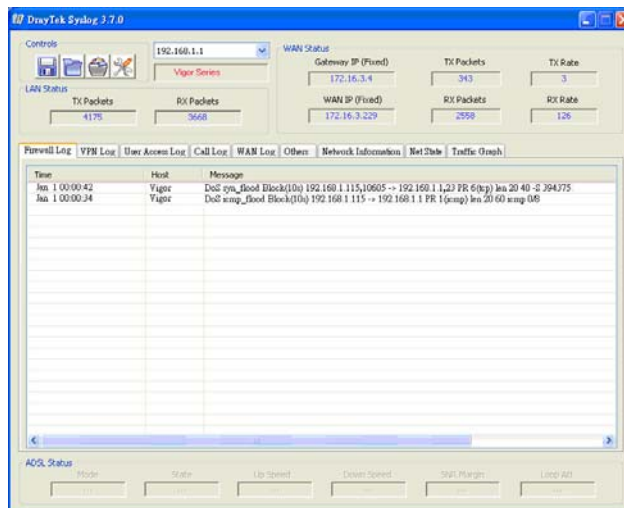 DrayTek Syslog 3.7.0
Controls
192.168.1.1
Vigor Series
WAN Status
Gateway IP (Fixed)
TX Packets
TX Rate
172.16.3.4
343
3
WAN IP (Fixed)
RX Packets
RX Rate
172.16.3.229
2558
126
LAN Status
TX Packets
RX Packets
4175
3668
Firewall Log
VPN Log
User Access Log
Call Log
WAN Log
Others
Network Information
Net State
Traffic Graph
Time
Host
Message
Jan 1 00:00:42
Vigor
DoS syn_flood Block(10s) 192.168.1.115,10605 -> 192.168.1.1,23 PR 6(tcp) len 20 40 -S 394375
Jan 1 00:00:34
Vigor
DoS icmp_flood Block(10s) 192.168.1.115 -> 192.168.1.1 PR 1(icmp) len 20 60 icmp 0/8
ADSL Status
Mode
State
Up Speed
Down Speed
SNR Margin
Loop Att
---
---
---
---
---
---